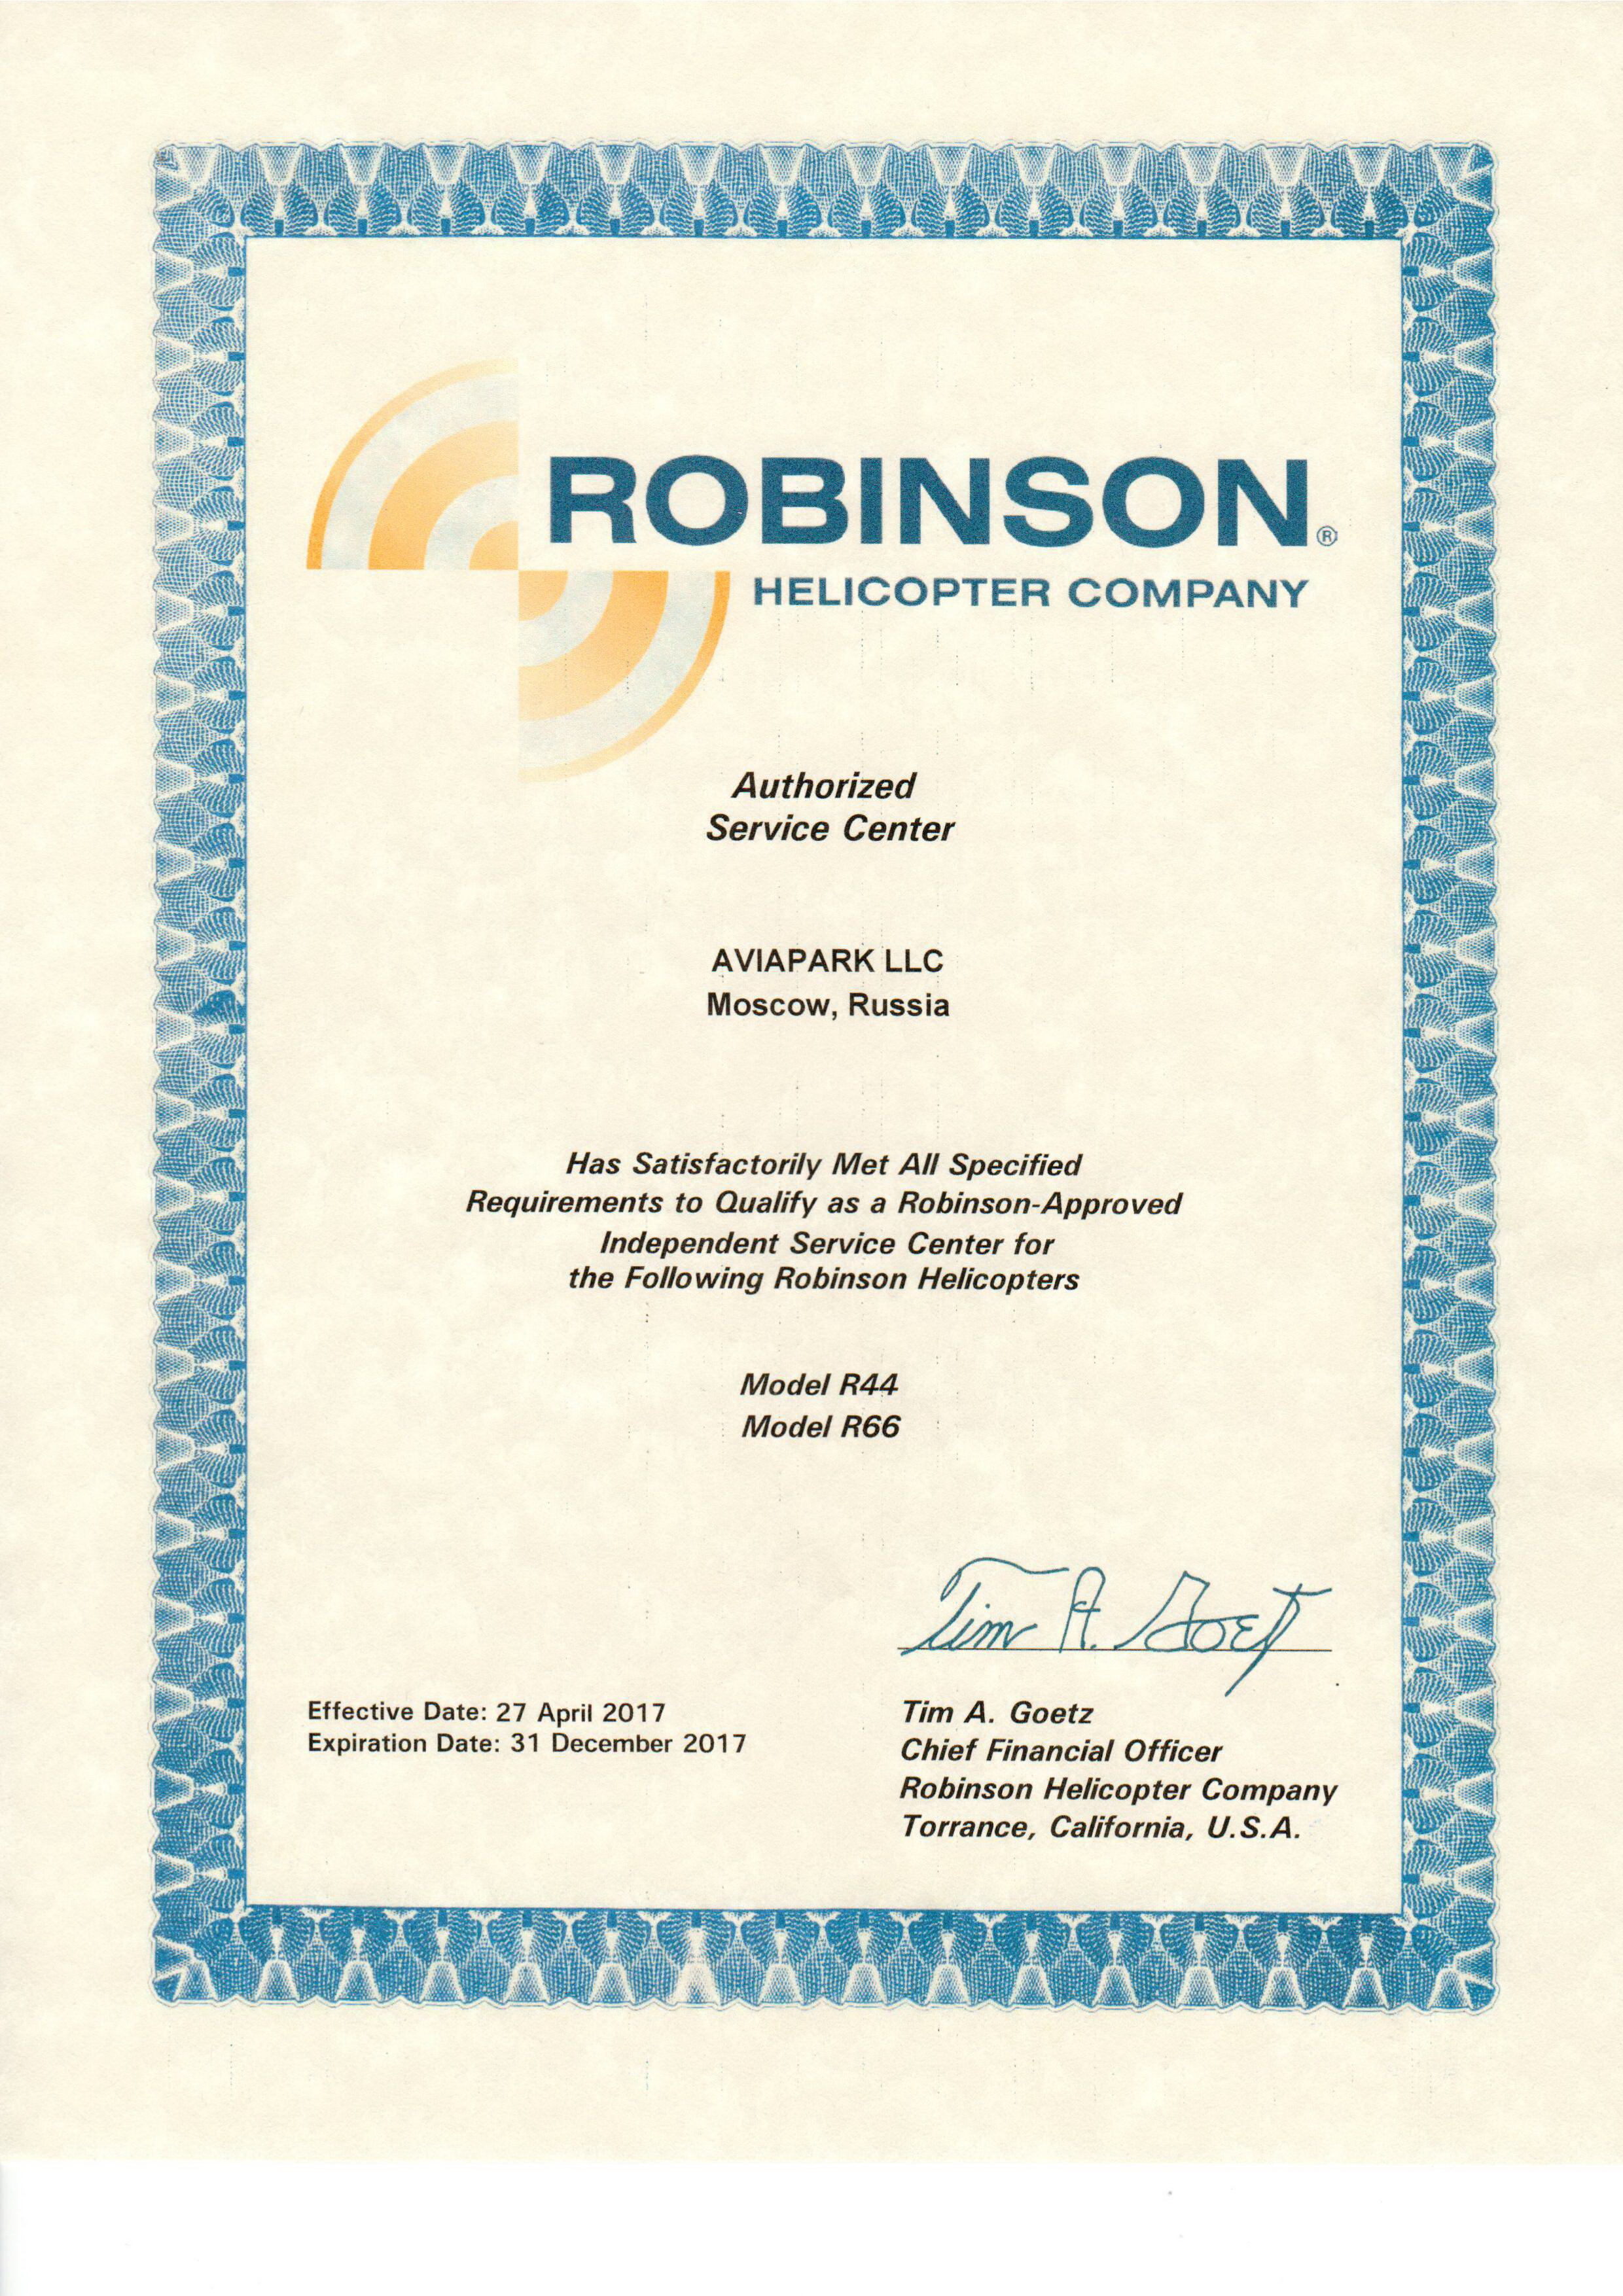 ROBINSON®
HELICOPTER COMPANY
Authorized
Service Center
AVIAPARK LLC
Moscow, Russia
Has Satisfactorily Met All Specified
Requirements to Qualify as a Robinson-Approved
Independent Service Center for
the Following Robinson Helicopters
Model R44
Model R66
Tim A. Goetz
Effective Date: 27 April 2017
Expiration Date: 31 December 2017
Tim A. Goetz
Chief Financial Officer
Robinson Helicopter Company
Torrance, California, U.S.A.